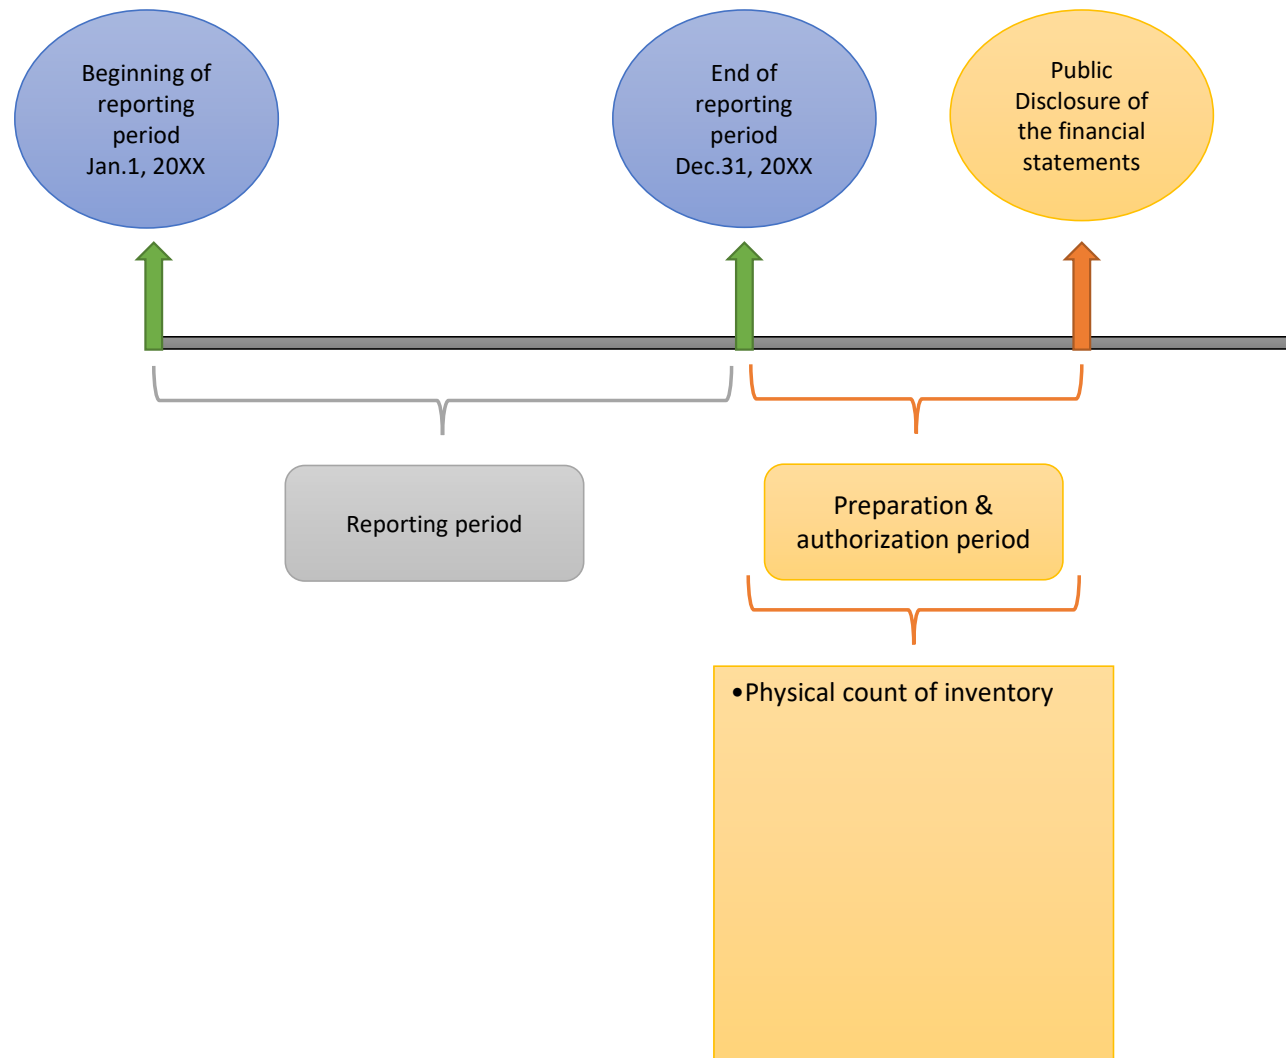 Beginning of
reporting
period
Jan.1, 20XX
End of
reporting
period
Dec.31, 20XX
Public
Disclosure of
the financial
statements
Reporting period
Preparation &
authorization period
•Physical count of inventory